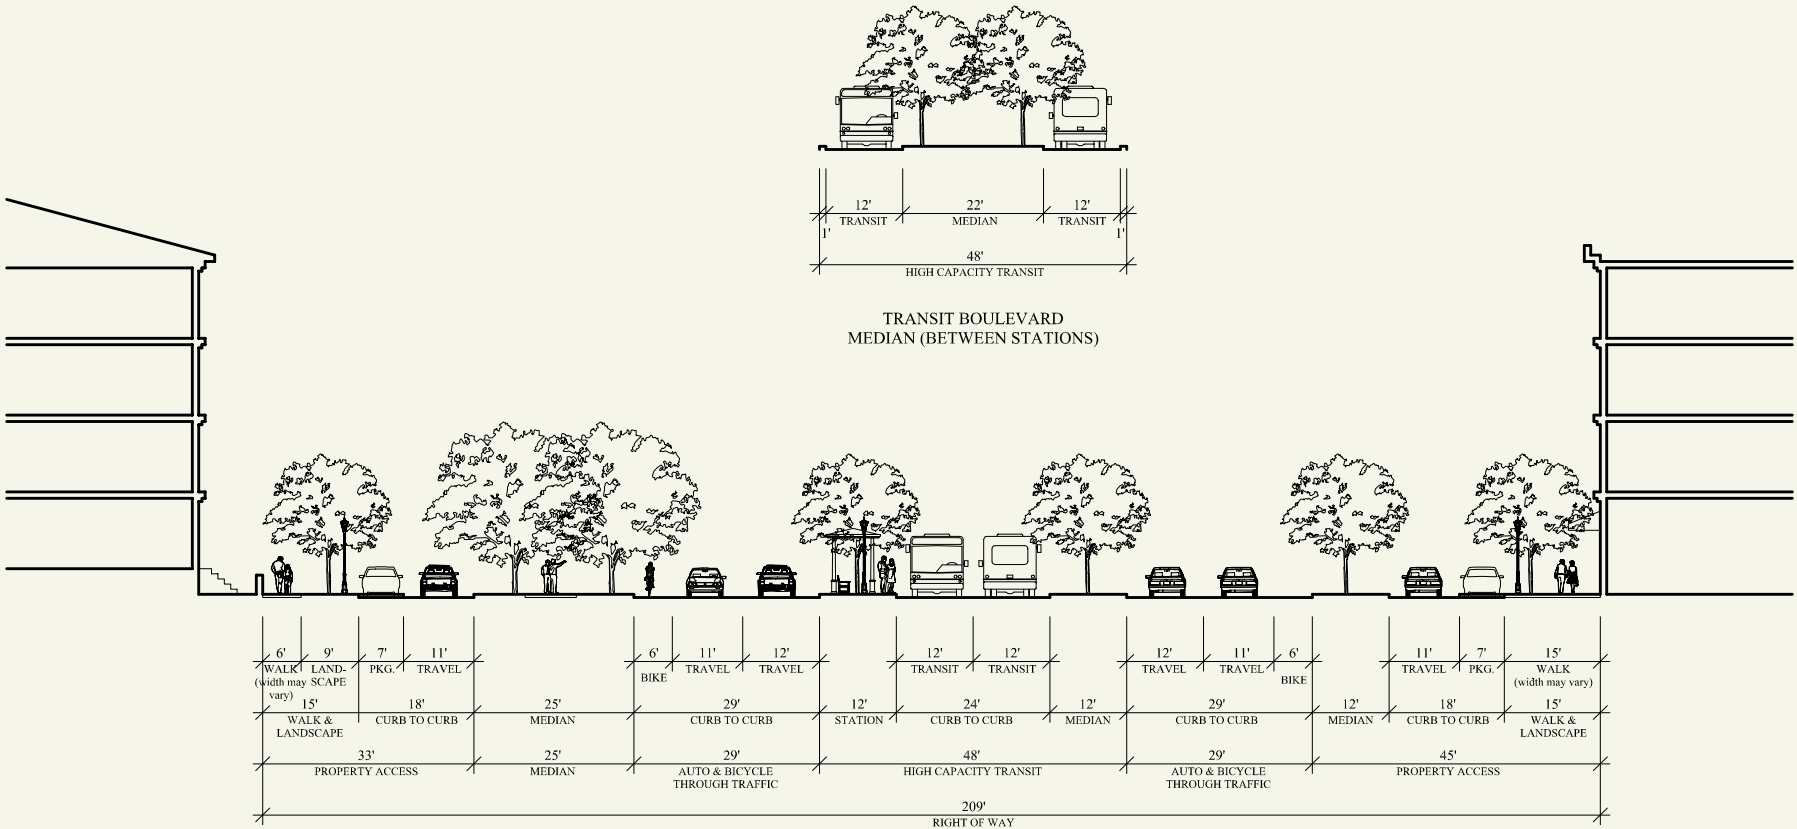 12' 22' 12'
TRANSIT MEDIAN TRANSIT
1' 1'
48'
HIGH CAPACITY TRANSIT
TRANSIT BOULEVARD
MEDIAN (BETWEEN STATIONS)
6' 9' 7' 11' 6' 11' 12' 12' 12' 12' 11' 6' 11' 7' 15'
WALK LAND- PKG. TRAVEL BIKE TRAVEL TRAVEL TRANSIT TRANSIT TRAVEL TRAVEL BIKE TRAVEL PKG. WALK
(width may SCAPE (width may vary)
vary)
15' 18' 25' 29' 12' 24' 12' 29' 12' 18' 15'
WALK & CURB TO CURB MEDIAN CURB TO CURB STATION CURB TO CURB MEDIAN CURB TO CURB MEDIAN CURB TO CURB WALK &
LANDSCAPE LANDSCAPE
33' 25' 29' 48' 29' 45'
PROPERTY ACCESS MEDIAN AUTO & BICYCLE HIGH CAPACITY TRANSIT AUTO & BICYCLE PROPERTY ACCESS
THROUGH TRAFFIC THROUGH TRAFFIC
209'
RIGHT OF WAY